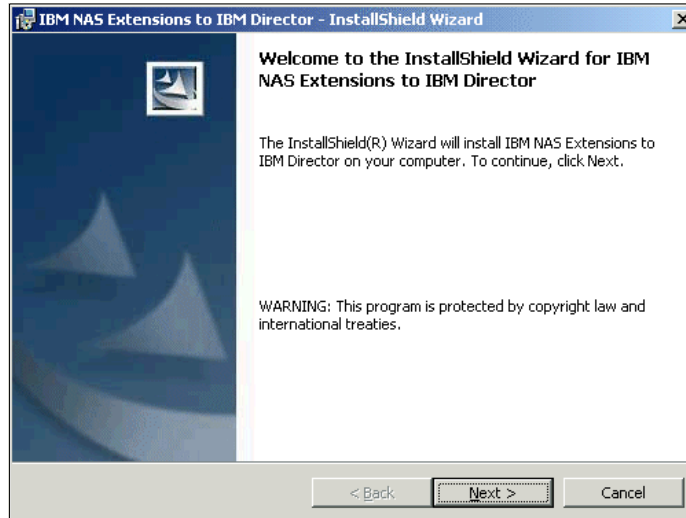 IBM NAS Extensions to IBM Director - InstallShield Wizard
Welcome to the InstallShield Wizard for IBM
NAS Extensions to IBM Director
The InstallShield(R) Wizard will install IBM NAS Extensions to
IBM Director on your computer. To continue, click Next.
WARNING: This program is protected by copyright law and
international treaties.
< Back
Next >
Cancel